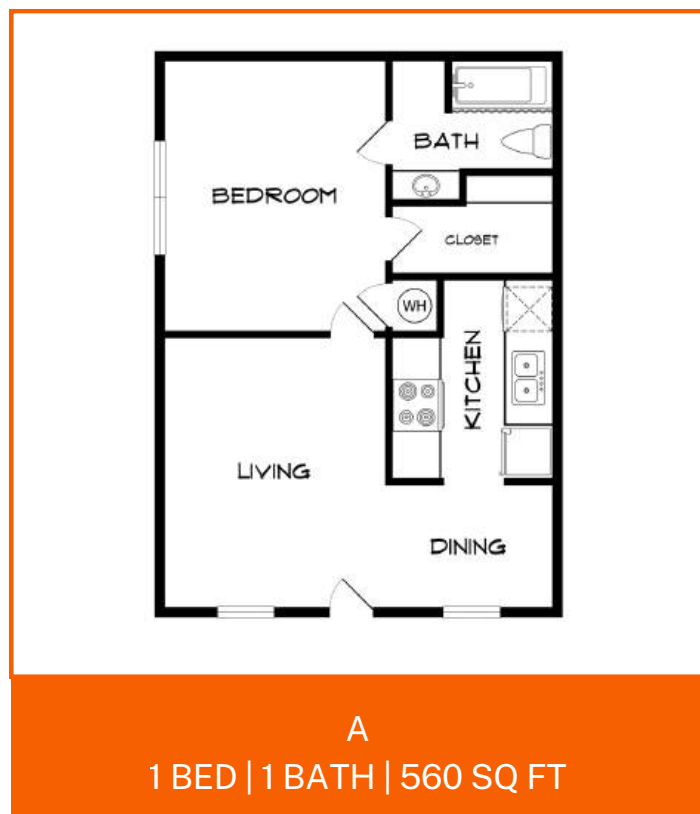 BATH
BEDROOM
CLOSET
WH
KITCHEN
LIVING
DINING
A
1 BED | 1 BATH | 560 SQ FT